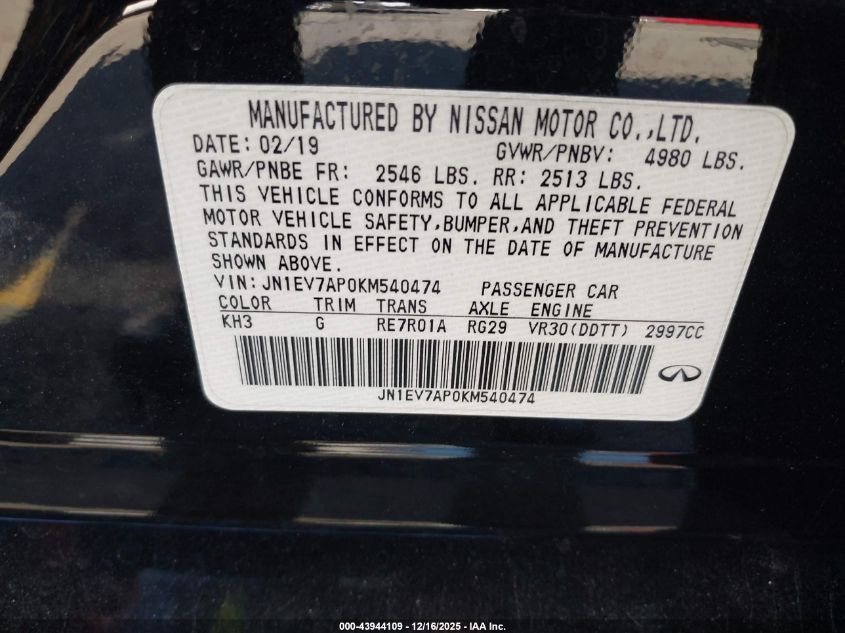 MANUFACTURED BY NISSAN MOTOR CO.,LTD.
DATE: 02/19 GVWR/PNBV: 4980 LBS.
GAWR/PNBE FR: 2546 LBS. RR: 2513 LBS.
THIS VEHICLE CONFORMS TO ALL APPLICABLE FEDERAL
MOTOR VEHICLE SAFETY,BUMPER,AND THEFT PREVENTION
STANDARDS IN EFFECT ON THE DATE OF MANUFACTURE
SHOWN ABOVE.
VIN: JN1EV7AP0KM540474 PASSENGER CAR
COLOR TRIM TRANS AXLE ENGINE
KH3 G RE7R01A RG29 VR30(DDTT) 2997CC
JN1EV7AP0KM540474
000-43944109 - 12/16/2025 - IAA Inc.